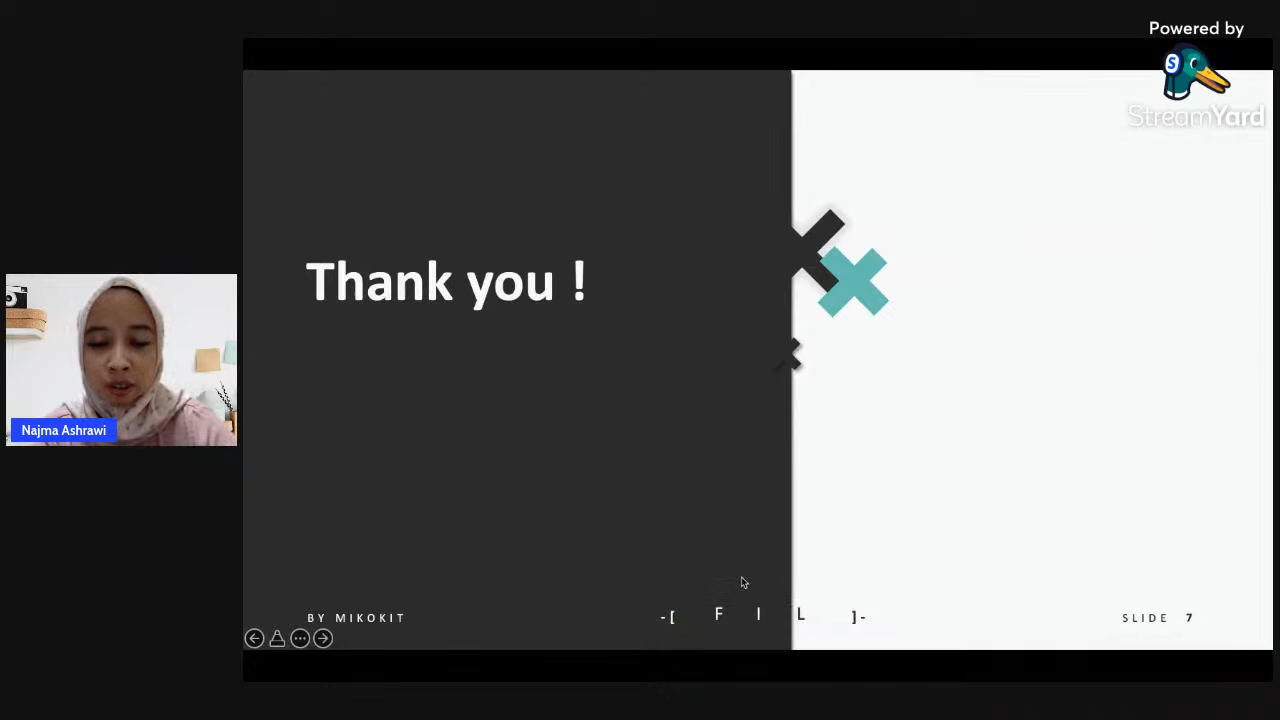 Powered by
StreamYard
Thank you !
Najma Ashrawi
BY MIKOKIT
-[ F I L ]-
SLIDE 7